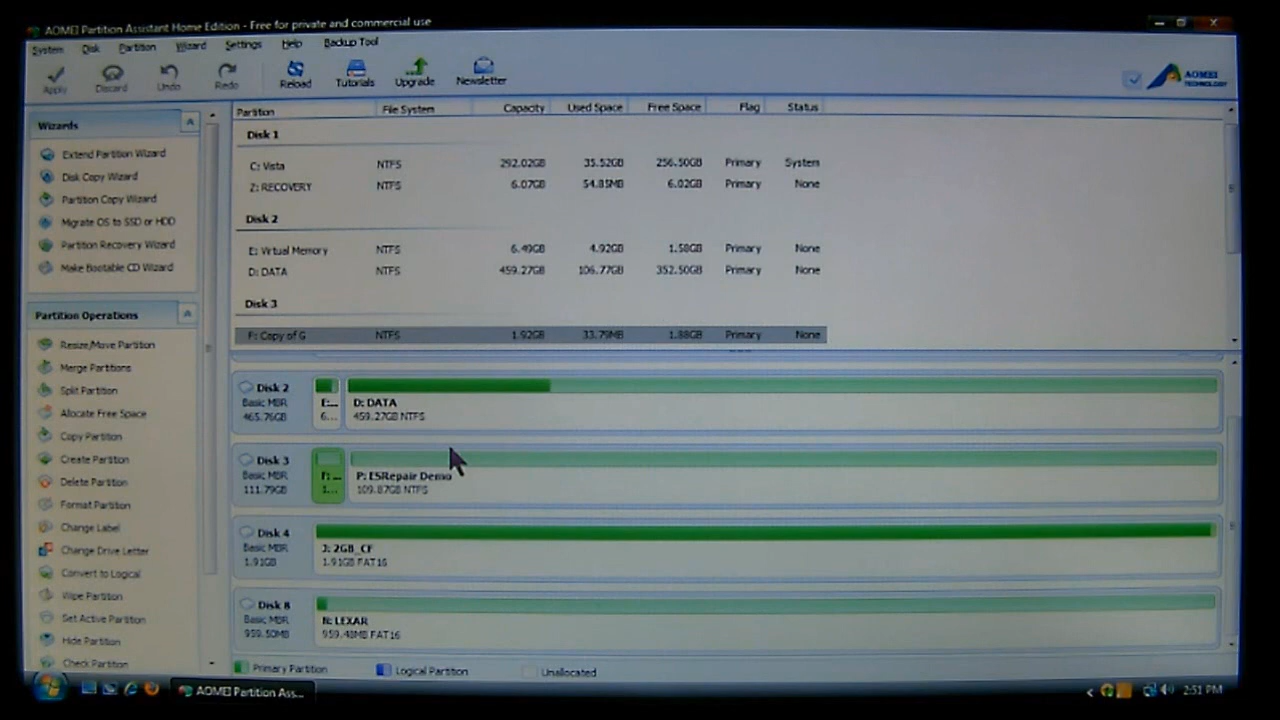 AOMEI Partition Assistant Home Edition - Free for private and commercial use
System Disk Partition Wizard Settings Help Backup Tool
Apply Discard Undo Redo Reload Tutorials Upgrade Newsletter
AOMEI
TECHNOLOGY
Wizards
Extend Partition Wizard
Disk Copy Wizard
Partition Copy Wizard
Migrate OS to SSD or HDD
Partition Recovery Wizard
Make Bootable CD Wizard
Partition Operations
Resize/Move Partition
Merge Partitions
Split Partition
Allocate Free Space
Copy Partition
Create Partition
Delete Partition
Format Partition
Change Label
Change Drive Letter
Convert to Logical
Wipe Partition
Set Active Partition
Hide Partition
Check Partition
Partition File System Capacity Used Space Free Space Flag Status
Disk 1
C: Vista NTFS 292.02GB 35.52GB 256.50GB Primary System
Z: RECOVERY NTFS 6.07GB 54.85MB 6.02GB Primary None
Disk 2
E: Virtual Memory NTFS 6.49GB 4.92GB 1.58GB Primary None
D: DATA NTFS 459.27GB 106.77GB 352.50GB Primary None
Disk 3
F: Copy of G NTFS 1.92GB 33.79MB 1.88GB Primary None
Disk 2
Basic MBR
465.76GB
E:...
6...
D: DATA
459.27GB NTFS
Disk 3
Basic MBR
111.79GB
F: ...
1...
P: ESRepair Demo
109.87GB NTFS
Disk 4
Basic MBR
1.91GB
J: 2GB_CF
1.91GB FAT16
Disk 8
Basic MBR
959.50MB
N: LEXAR
959.48MB FAT16
Primary Partition Logical Partition Unallocated
AOMEI Partition Ass...
2:51 PM